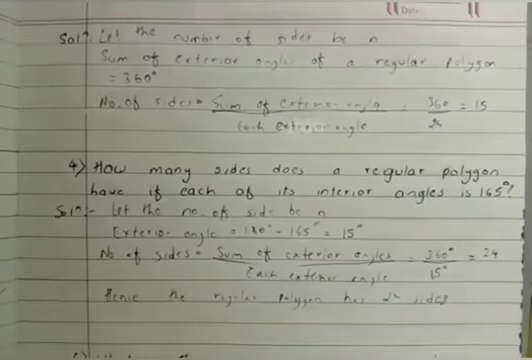 Date
Solⁿ:- Let the number of sides be n
Sum of exterior angle of a regular polygon
= 360°
No. of sides = Sum of exterior angle / Each exterior angle = 360 / 24 = 15
4) How many sides does a regular polygon
have if each of its interior angles is 165°?
Solⁿ:- Let the no. of side be n
Exterior angle = 180° - 165° = 15°
No of sides = Sum of exterior angles / Each exterior angle = 360° / 15° = 24
Hence the regular polygon has 24 sides